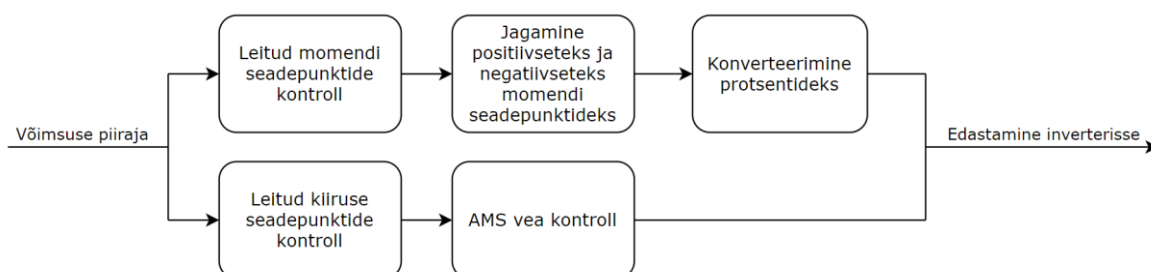 Võimsuse piiraja
Leitud momendi
seadepunktide
kontroll
Jagamine
positiivseteks ja
negatiivseteks
momendi
seadepunktideks
Konverteerimine
protsentideks
Leitud kiiruse
seadepunktide
kontroll
AMS vea kontroll
Edastamine inverterisse